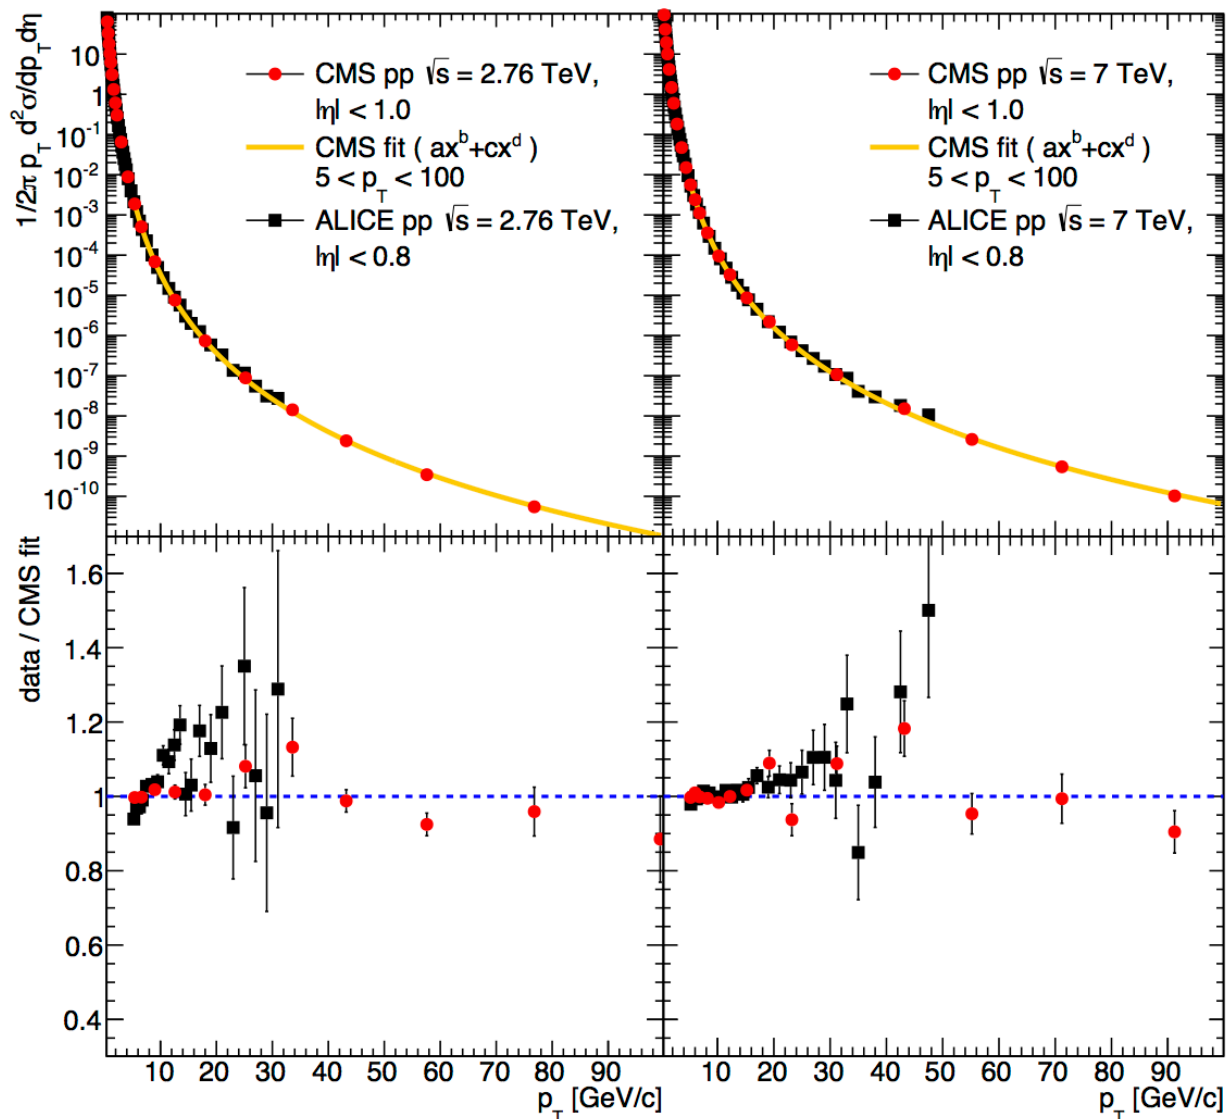 1/2π p_T d²σ/dp_T dη
10
1
10⁻¹
10⁻²
10⁻³
10⁻⁴
10⁻⁵
10⁻⁶
10⁻⁷
10⁻⁸
10⁻⁹
10⁻¹⁰
CMS pp √s = 2.76 TeV,
|η| < 1.0
CMS fit ( ax^b+cx^d )
5 < p_T < 100
ALICE pp √s = 2.76 TeV,
|η| < 0.8
CMS pp √s = 7 TeV,
|η| < 1.0
CMS fit ( ax^b+cx^d )
5 < p_T < 100
ALICE pp √s = 7 TeV,
|η| < 0.8
data / CMS fit
1.6
1.4
1.2
1
0.8
0.6
0.4
10 20 30 40 50 60 70 80 90
p_T [GeV/c]
10 20 30 40 50 60 70 80 90
p_T [GeV/c]